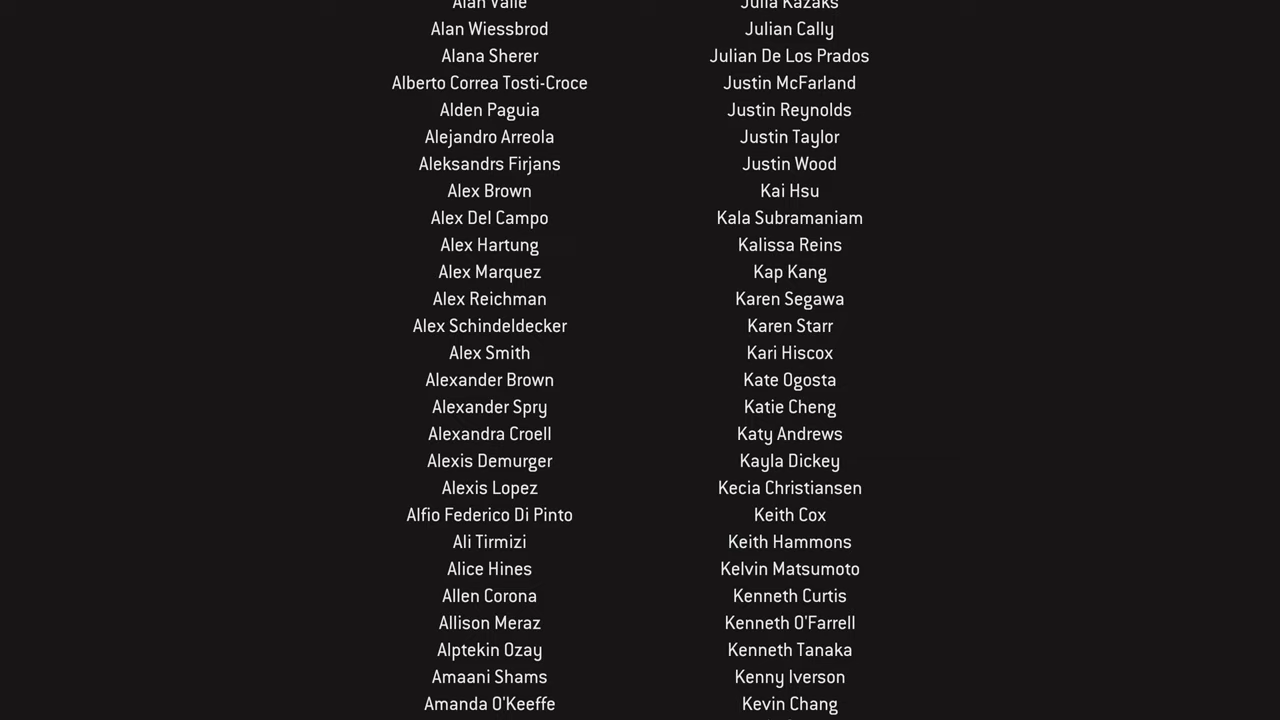 Alan Valle
Alan Wiessbrod
Alana Sherer
Alberto Correa Tosti-Croce
Alden Paguia
Alejandro Arreola
Aleksandrs Firjans
Alex Brown
Alex Del Campo
Alex Hartung
Alex Marquez
Alex Reichman
Alex Schindeldecker
Alex Smith
Alexander Brown
Alexander Spry
Alexandra Croell
Alexis Demurger
Alexis Lopez
Alfio Federico Di Pinto
Ali Tirmizi
Alice Hines
Allen Corona
Allison Meraz
Alptekin Ozay
Amaani Shams
Amanda O'Keeffe
Julia Kazaks
Julian Cally
Julian De Los Prados
Justin McFarland
Justin Reynolds
Justin Taylor
Justin Wood
Kai Hsu
Kala Subramaniam
Kalissa Reins
Kap Kang
Karen Segawa
Karen Starr
Kari Hiscox
Kate Ogosta
Katie Cheng
Katy Andrews
Kayla Dickey
Kecia Christiansen
Keith Cox
Keith Hammons
Kelvin Matsumoto
Kenneth Curtis
Kenneth O'Farrell
Kenneth Tanaka
Kenny Iverson
Kevin Chang